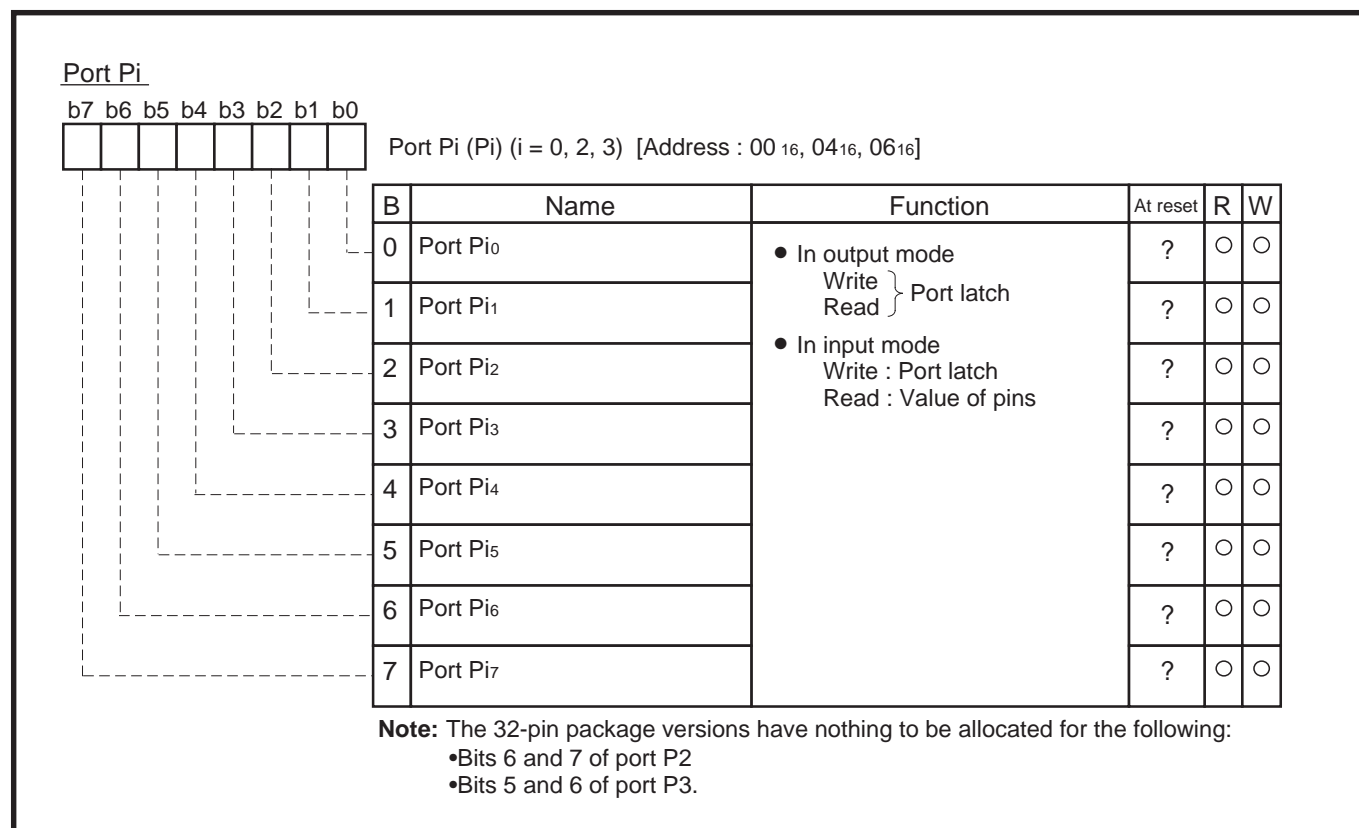 Port Pi
b7 b6 b5 b4 b3 b2 b1 b0
Port Pi (Pi) (i = 0, 2, 3) [Address : 00 16, 0416, 0616]
B Name Function At reset R W
0 Port Pi0 ? ○ ○
● In output mode
Write
Read } Port latch
1 Port Pi1 ? ○ ○
● In input mode
2 Port Pi2 ? ○ ○
Write : Port latch
Read : Value of pins
3 Port Pi3 ? ○ ○
4 Port Pi4 ? ○ ○
5 Port Pi5 ? ○ ○
6 Port Pi6 ? ○ ○
7 Port Pi7 ? ○ ○
Note: The 32-pin package versions have nothing to be allocated for the following:
•Bits 6 and 7 of port P2
•Bits 5 and 6 of port P3.